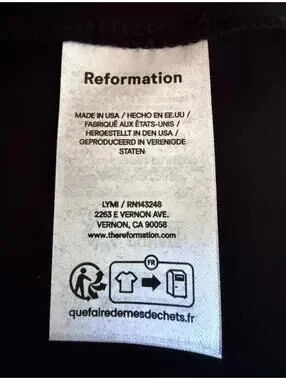 Reformation
MADE IN USA / HECHO EN EE.UU /
FABRIQUÉ AUX ÉTATS-UNIS /
HERGESTELLT IN DEN USA /
GEPRODUCEERD IN VERENIGDE
STATEN
LYMI / RN143248
2263 E VERNON AVE.
VERNON, CA 90058
www.thereformation.com
FR
quefairedemesdechets.fr